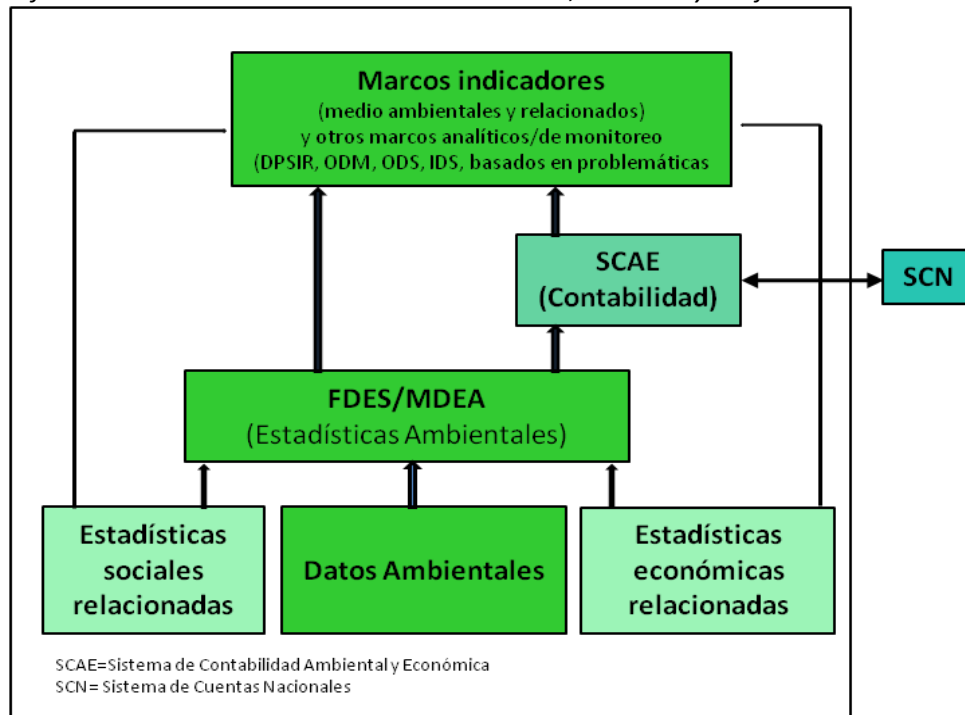 Marcos indicadores
(medio ambientales y relacionados)
y otros marcos analíticos/de monitoreo
(DPSIR, ODM, ODS, IDS, basados en problemáticas
SCAE
(Contabilidad)
SCN
FDES/MDEA
(Estadísticas Ambientales)
Estadísticas
sociales
relacionadas
Datos Ambientales
Estadísticas
económicas
relacionadas
SCAE=Sistema de Contabilidad Ambiental y Económica
SCN= Sistema de Cuentas Nacionales